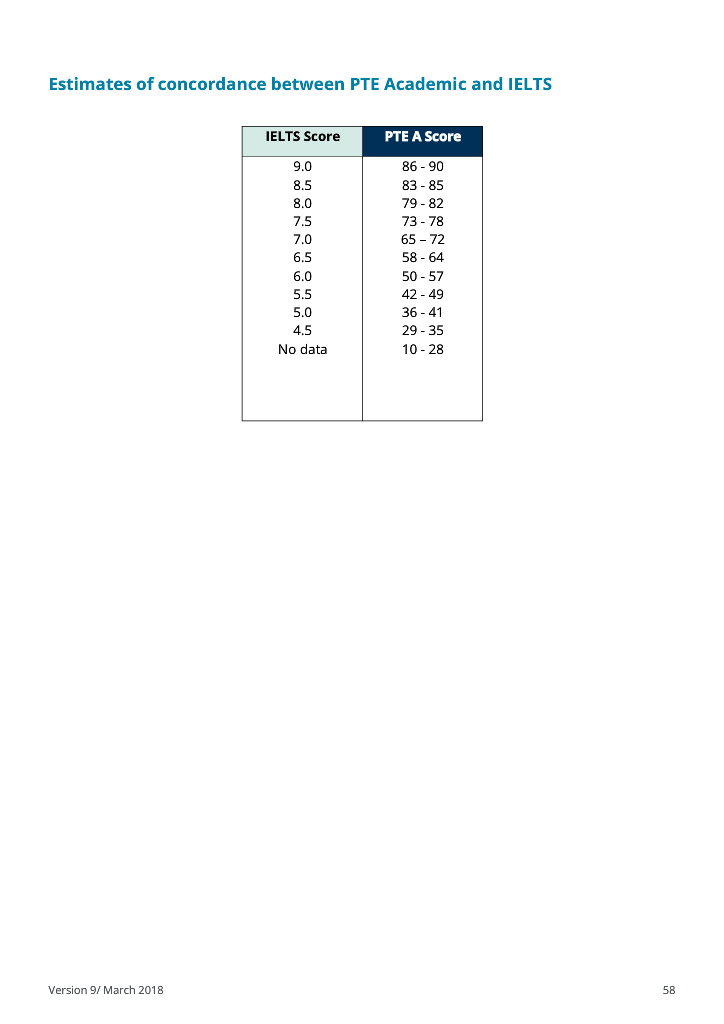 Estimates of concordance between PTE Academic and IELTS
IELTS Score PTE A Score
9.0 86 - 90
8.5 83 - 85
8.0 79 - 82
7.5 73 - 78
7.0 65 – 72
6.5 58 - 64
6.0 50 - 57
5.5 42 - 49
5.0 36 - 41
4.5 29 - 35
No data 10 - 28
Version 9/ March 2018 58